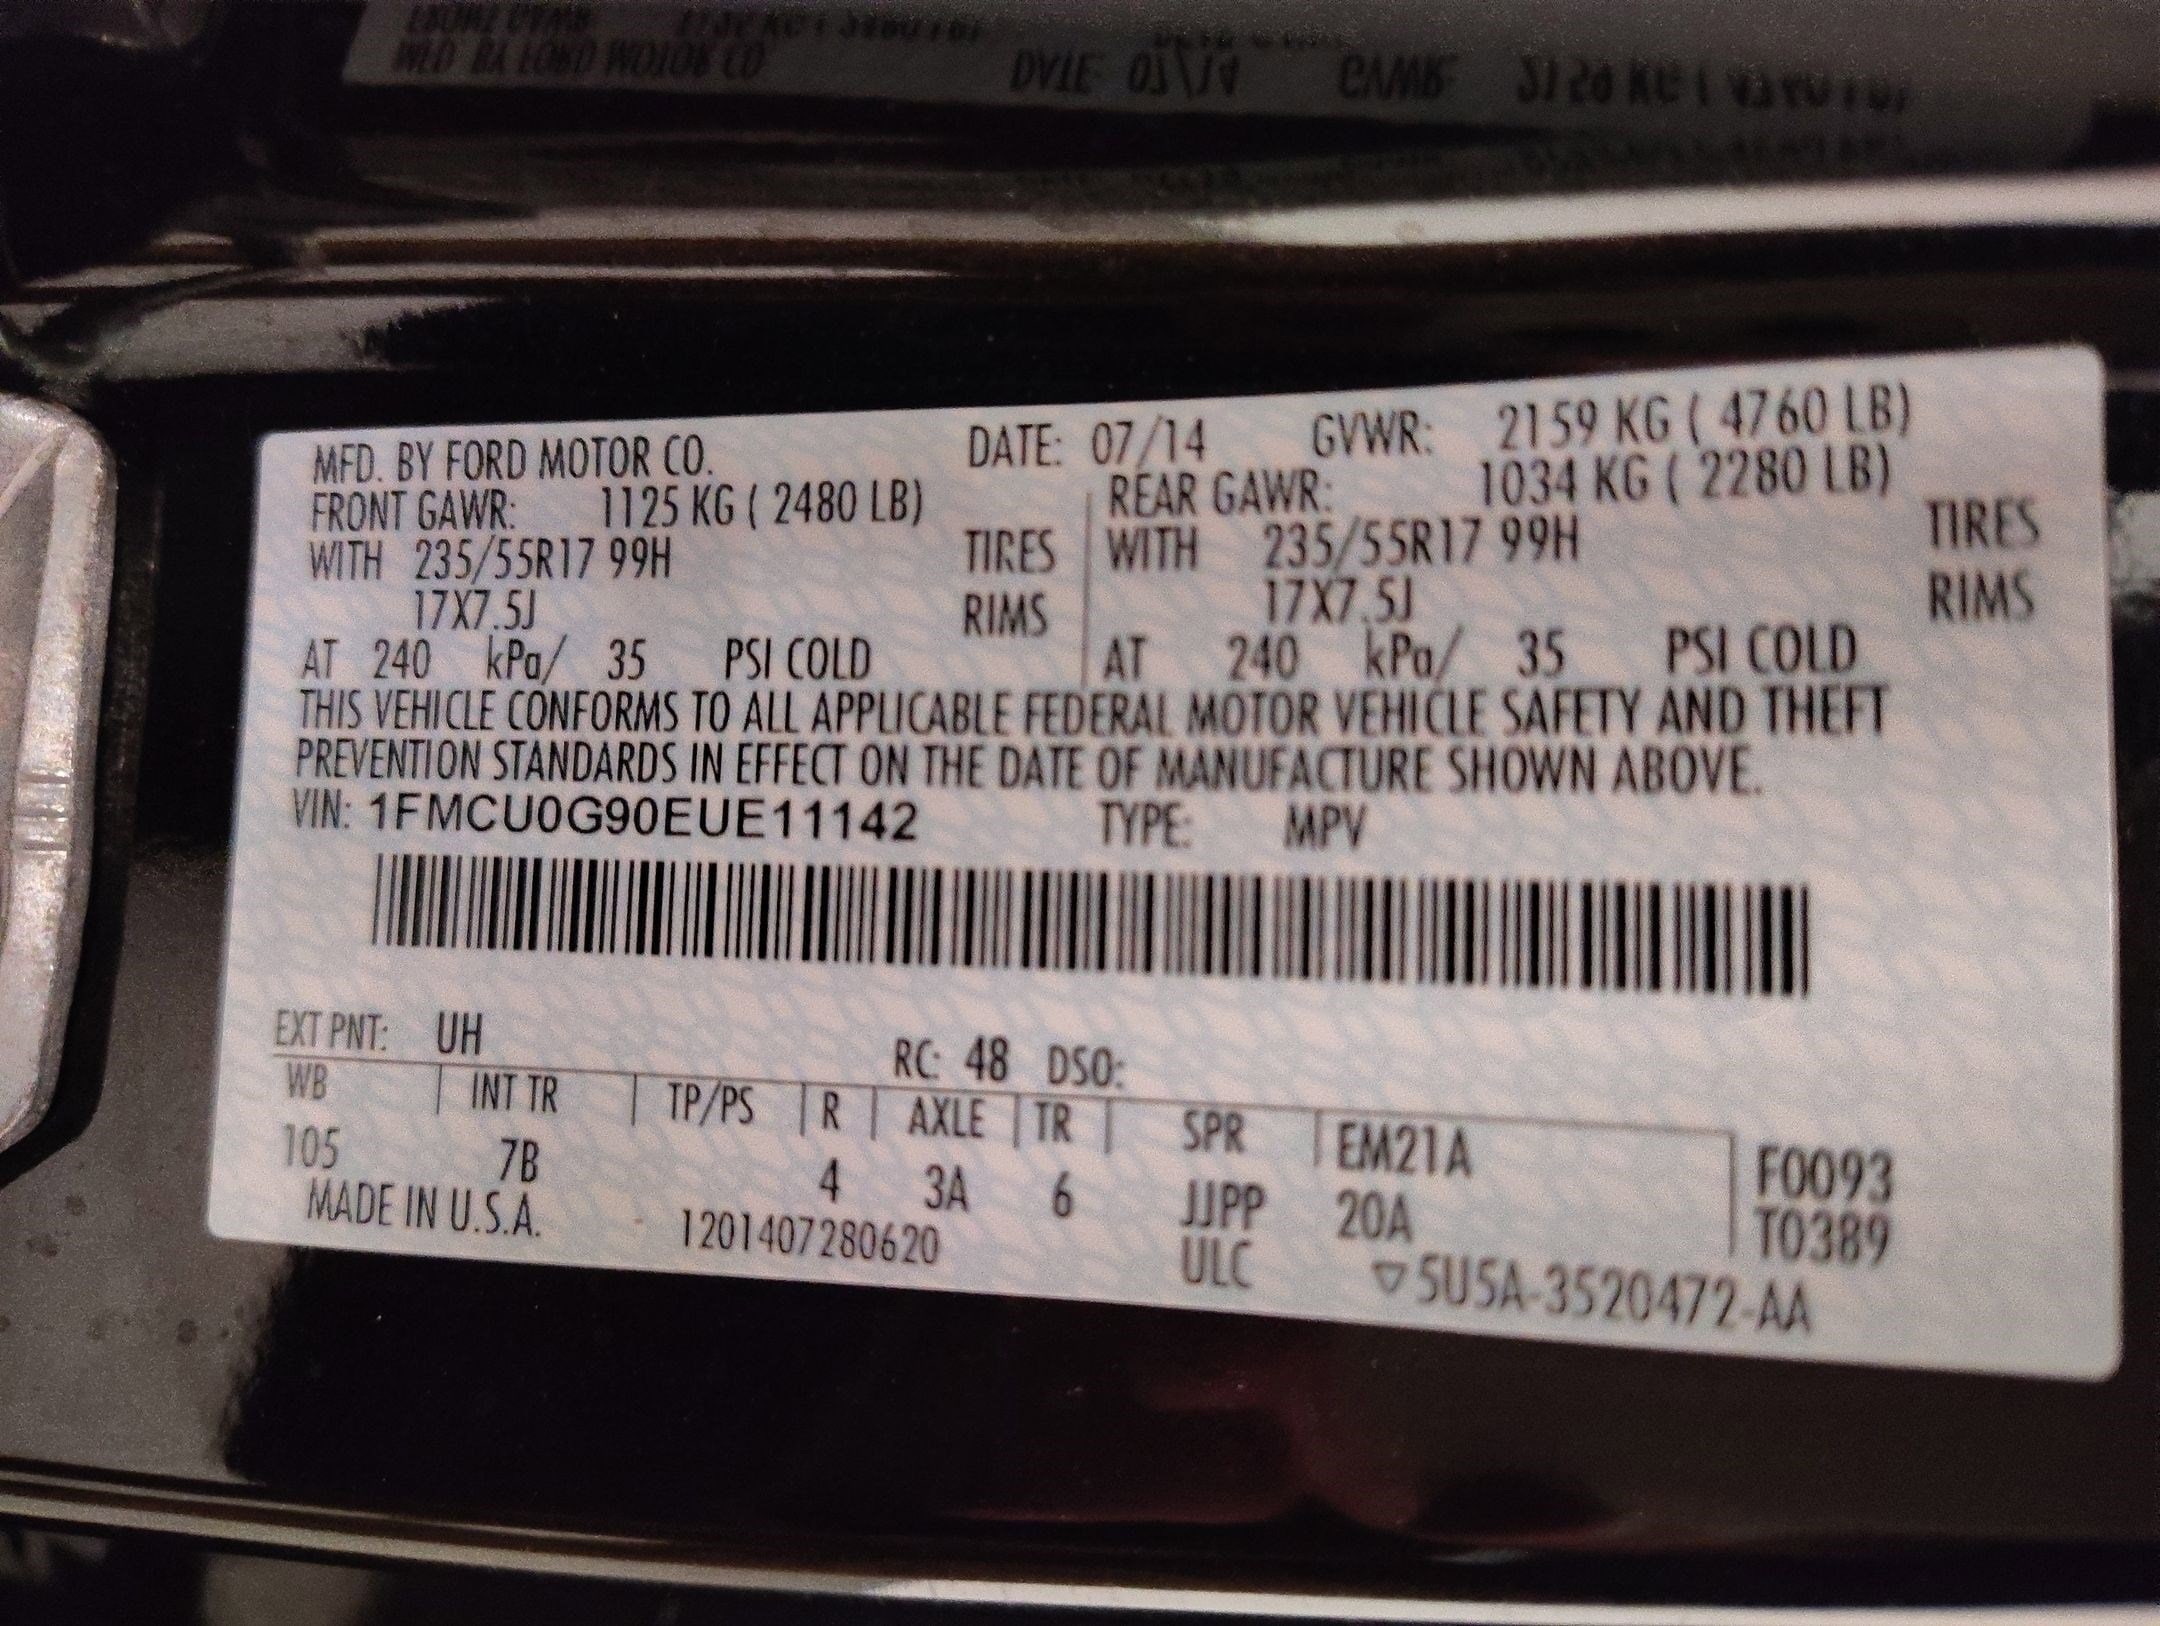 MFD. BY FORD MOTOR CO. DATE: 07/14 GVWR: 2159 KG ( 4760 LB)
FRONT GAWR: 1125 KG ( 2480 LB) REAR GAWR: 1034 KG ( 2280 LB)
WITH 235/55R17 99H TIRES WITH 235/55R17 99H TIRES
17X7.5J RIMS 17X7.5J RIMS
AT 240 kPa/ 35 PSI COLD AT 240 kPa/ 35 PSI COLD
THIS VEHICLE CONFORMS TO ALL APPLICABLE FEDERAL MOTOR VEHICLE SAFETY AND THEFT
PREVENTION STANDARDS IN EFFECT ON THE DATE OF MANUFACTURE SHOWN ABOVE.
VIN: 1FMCU0G90EUE11142 TYPE: MPV
EXT PNT: UH RC: 48 DSO:
WB INT TR TP/PS R AXLE TR SPR EM21A F0093
105 7B 4 3A 6 JJPP 20A T0389
MADE IN U.S.A. 1201407280620 ULC ▽5U5A-3520472-AA